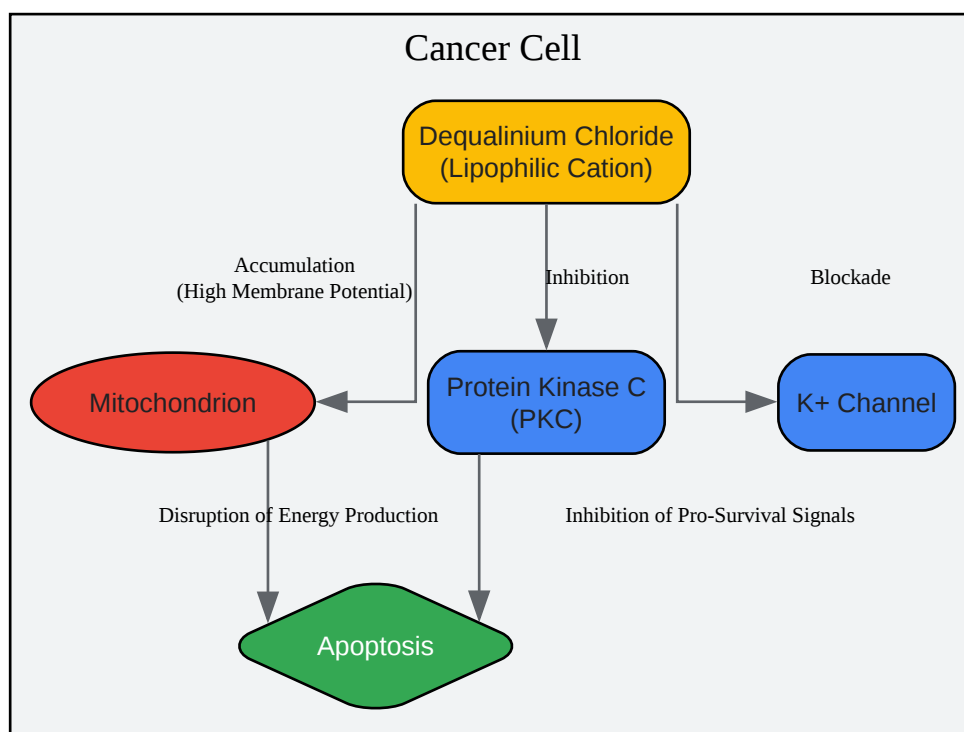 Cancer Cell
Dequalinium Chloride
(Lipophilic Cation)
Accumulation
(High Membrane Potential)
Inhibition
Blockade
Mitochondrion
Protein Kinase C
(PKC)
K+ Channel
Disruption of Energy Production
Inhibition of Pro-Survival Signals
Apoptosis